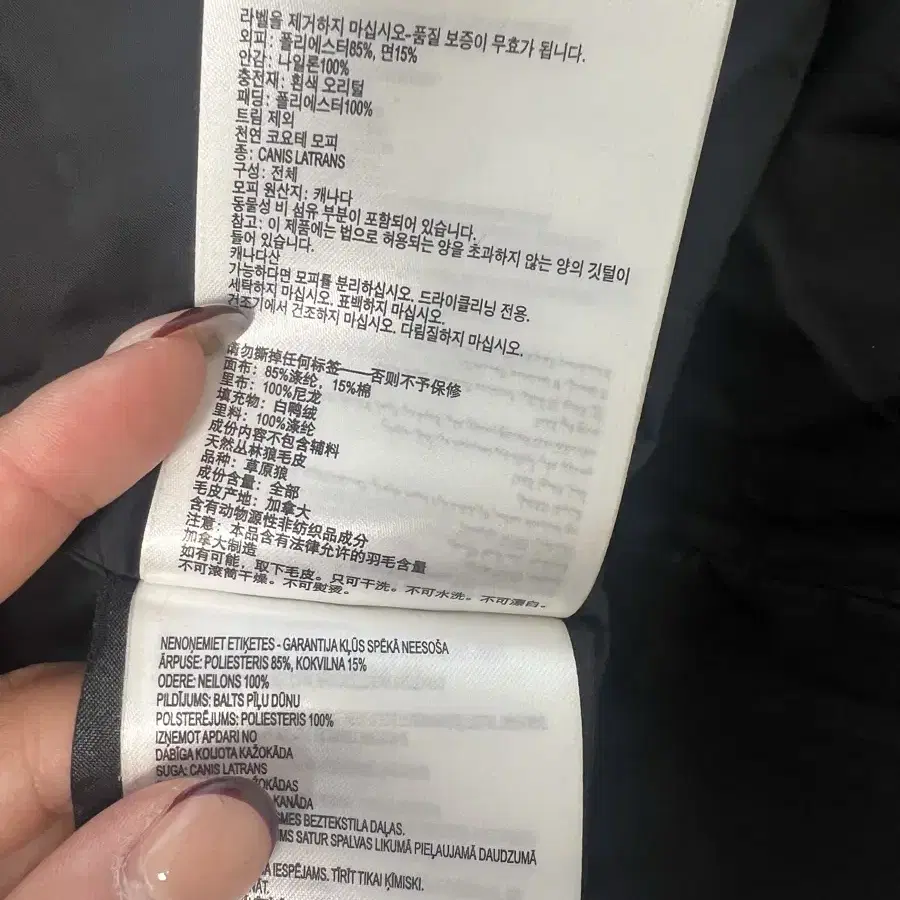 라벨을 제거하지 마십시오-품질 보증이 무효가 됩니다.
외피: 폴리에스터85%, 면15%
안감: 나일론100%
충전재: 흰색 오리털
패딩: 폴리에스터100%
트림 제외
천연 코요테 모피
종: CANIS LATRANS
구성: 전체
모피 원산지: 캐나다
동물성 비 섬유 부분이 포함되어 있습니다.
참고: 이 제품에는 법으로 허용되는 양을 초과하지 않는 양의 깃털이
들어 있습니다.
캐나다산
가능하다면 모피를 분리하십시오. 드라이클리닝 전용.
세탁하지 마십시오. 표백하지 마십시오.
건조기에서 건조하지 마십시오. 다림질하지 마십시오.
请勿撕掉任何标签——否则不予保修
面布: 85%涤纶, 15%棉
里布: 100%尼龙
填充物: 白鸭绒
里料: 100%涤纶
成份内容不包含辅料
天然丛林狼毛皮
品种: 草原狼
成份含量: 全部
毛皮产地: 加拿大
含有动物源性非纺织品成分
注意: 本品含有法律允许的羽毛含量
加拿大制造
如有可能, 取下毛皮。只可干洗。不可水洗。不可漂白。
不可滚筒干燥。不可熨烫。
NENOŅEMIET ETIĶETES - GARANTIJA KĻŪS SPĒKĀ NEESOŠA
ĀRPUSE: POLIESTERIS 85%, KOKVILNA 15%
ODERE: NEILONS 100%
PILDĪJUMS: BALTS PĪĻU DŪNU
POLSTERĒJUMS: POLIESTERIS 100%
IZŅEMOT APDARI NO
DABĪGA KOIJOTA KAŽOKĀDA
SUGA: CANIS LATRANS
KANĀDA
BEZTEKSTILA DAĻAS.
SATUR SPALVAS LIKUMĀ PIEĻAUJAMĀ DAUDZUMĀ
IESPĒJAMS. TĪRĪT TIKAI ĶĪMISKI.